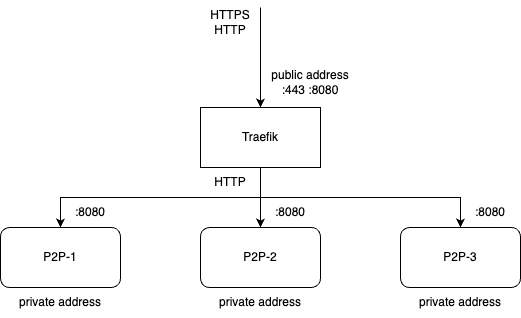 HTTPS
HTTP
public address
:443 :8080
Traefik
HTTP
:8080
:8080
:8080
P2P-1
P2P-2
P2P-3
private address
private address
private address